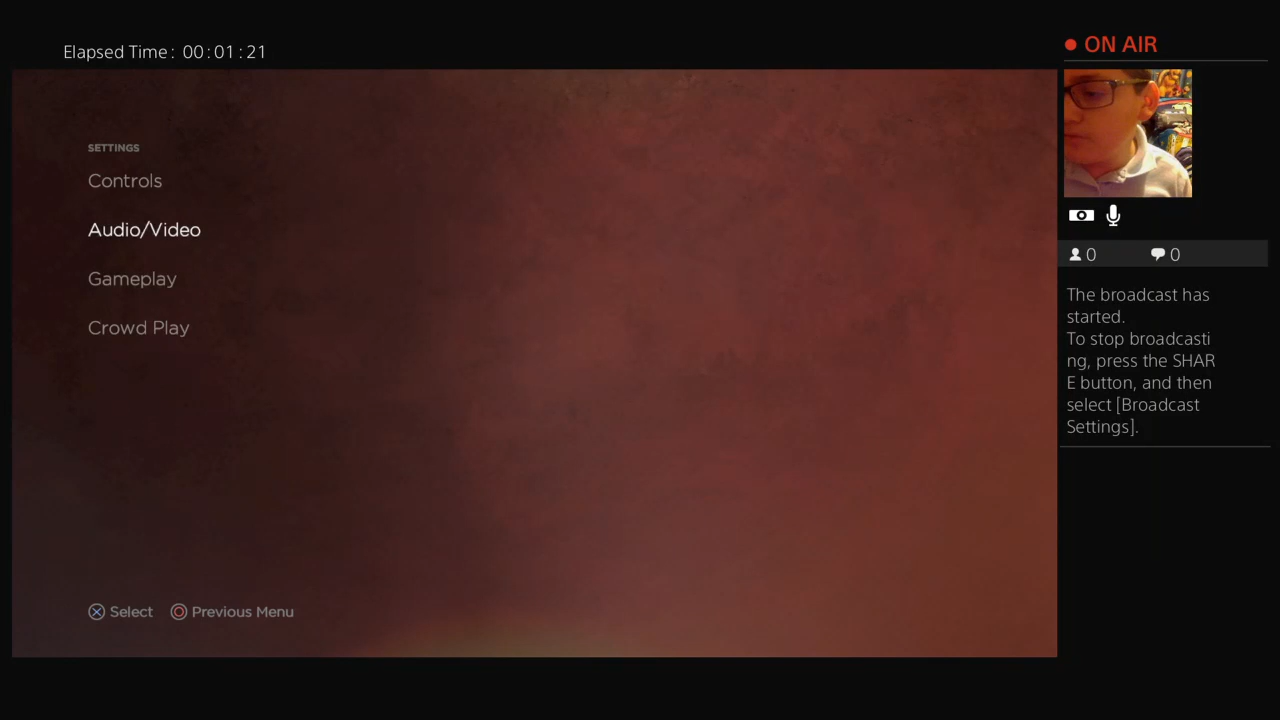 Elapsed Time: 00:01:21
ON AIR
SETTINGS
Controls
Audio/Video
Gameplay
Crowd Play
Select Previous Menu
0 0
The broadcast has
started.
To stop broadcasti
ng, press the SHAR
E button, and then
select [Broadcast
Settings].